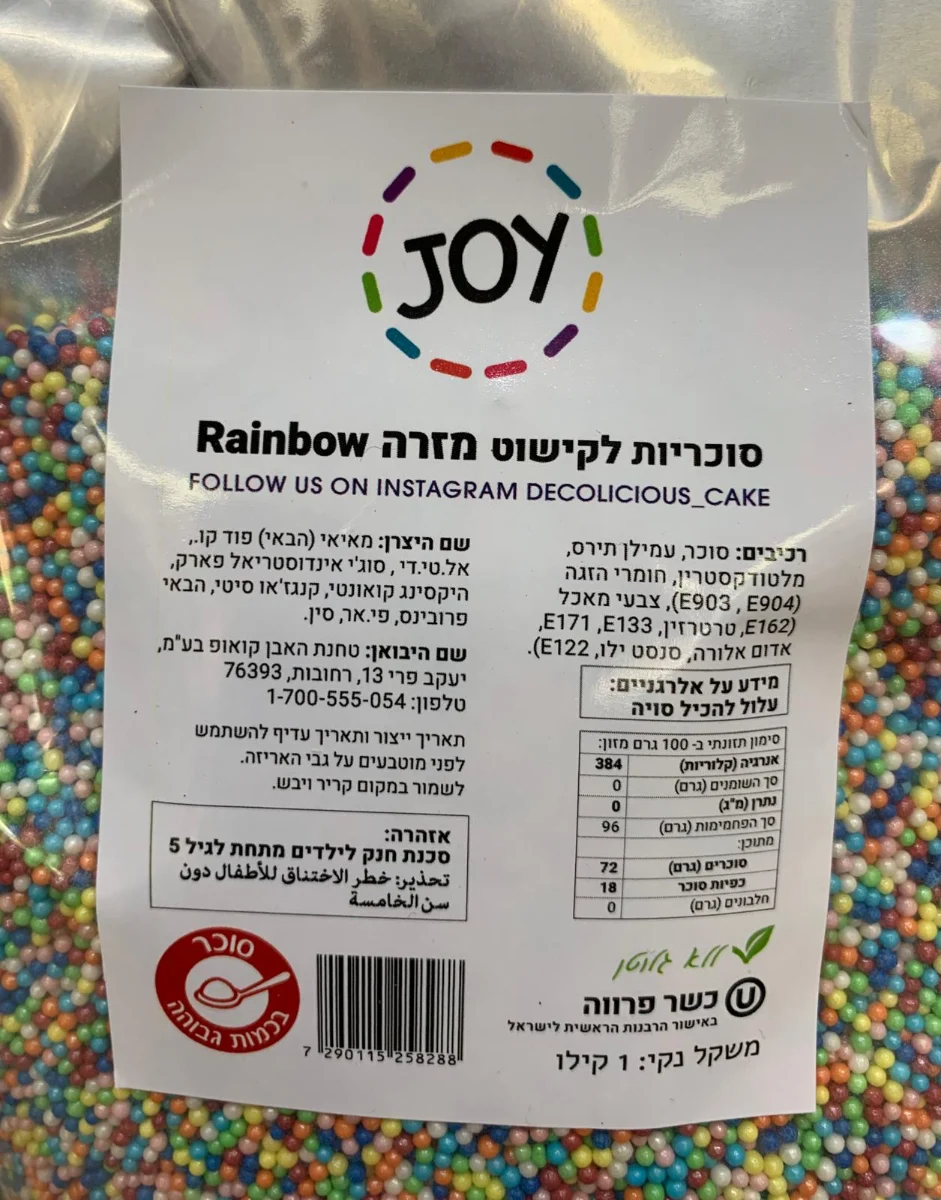 JOY
סוכריות לקישוט מזרה Rainbow
FOLLOW US ON INSTAGRAM DECOLICIOUS_CAKE
רכיבים: סוכר, עמילן תירס,
מלטודקסטרין, חומרי הזגה
(E903 , E904), צבעי מאכל
(E162, טרטרזין, E171 ,E133,
אדום אלורה, סנסט ילו, E122).
מידע על אלרגניים:
עלול להכיל סויה
סימון תזונתי ב- 100 גרם מזון:
אנרגיה (קלוריות) 384
סך השומנים (גרם) 0
נתרן (מ"ג) 0
סך הפחמימות (גרם) 96
מתוכן:
סוכרים (גרם) 72
כפיות סוכר 18
חלבונים (גרם) 0
ללא גלוטן
U כשר פרווה
באישור הרבנות הראשית לישראל
משקל נקי: 1 קילו
שם היצרן: מאיאי (הבאי) פוד קו.,
אל.טי.די , סוג'י אינדוסטריאל פארק,
היקסינג קואונטי, קנגז'או סיטי, הבאי
פרובינס, פי.אר, סין.
שם היבואן: טחנת האבן קואופ בע"מ,
יעקב פרי 13, רחובות, 76393
טלפון: 1-700-555-054
תאריך ייצור ותאריך עדיף להשתמש
לפני מוטבעים על גבי האריזה.
לשמור במקום קריר ויבש.
אזהרה:
סכנת חנק לילדים מתחת לגיל 5
تحذير: خطر الاختناق للأطفال دون
سن الخامسة
סוכר
בכמות גבוהה
7 290115 258288